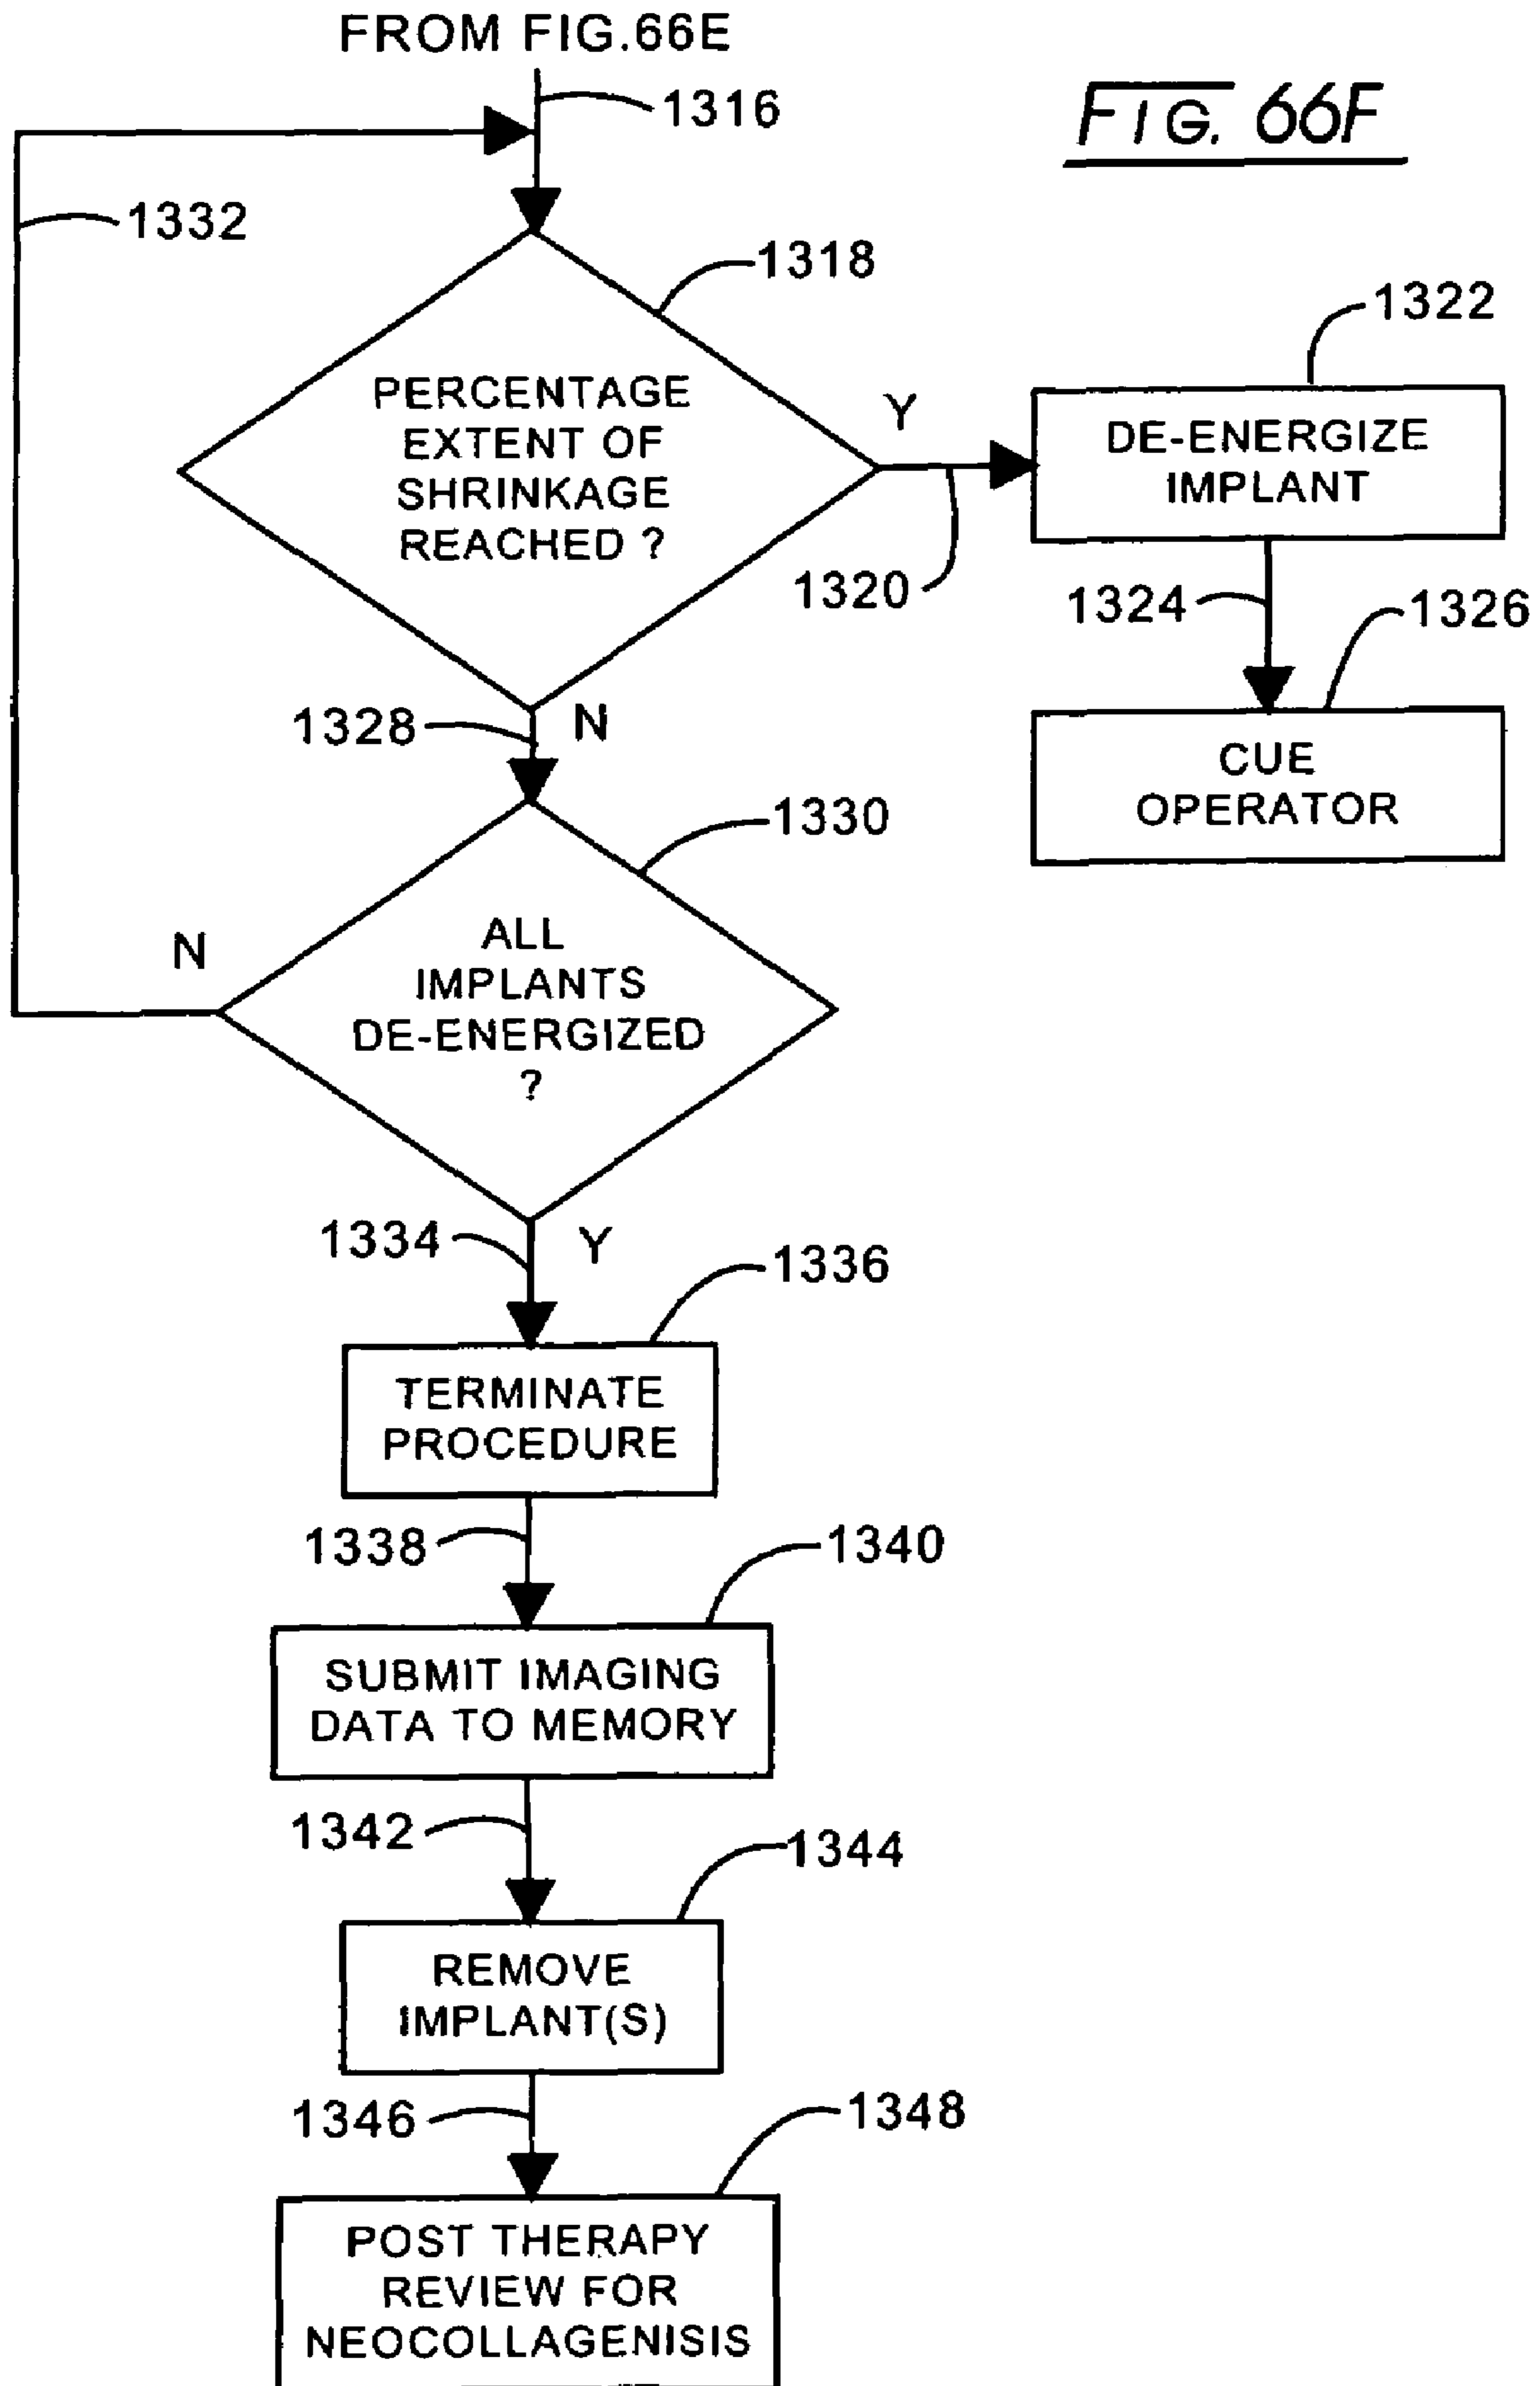 FROM FIG.66E
1316
FIG. 66F
1332
1318
1322
PERCENTAGE
EXTENT OF
SHRINKAGE
REACHED ?
Y
DE-ENERGIZE
IMPLANT
1320
1324
1326
1328
N
CUE
OPERATOR
1330
N
ALL
IMPLANTS
DE-ENERGIZED
?
1334
Y
1336
TERMINATE
PROCEDURE
1338
1340
SUBMIT IMAGING
DATA TO MEMORY
1342
1344
REMOVE
IMPLANT(S)
1346
1348
POST THERAPY
REVIEW FOR
NEOCOLLAGENISIS